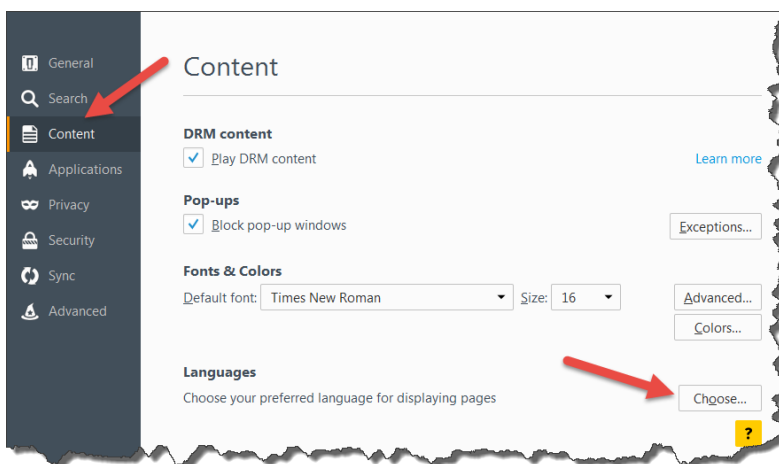 General
Search
Content
Applications
Privacy
Security
Sync
Advanced
Content
DRM content
Play DRM content
Learn more
Pop-ups
Block pop-up windows
Exceptions...
Fonts & Colors
Default font: Times New Roman Size: 16 Advanced...
Colors...
Languages
Choose your preferred language for displaying pages Choose...
?